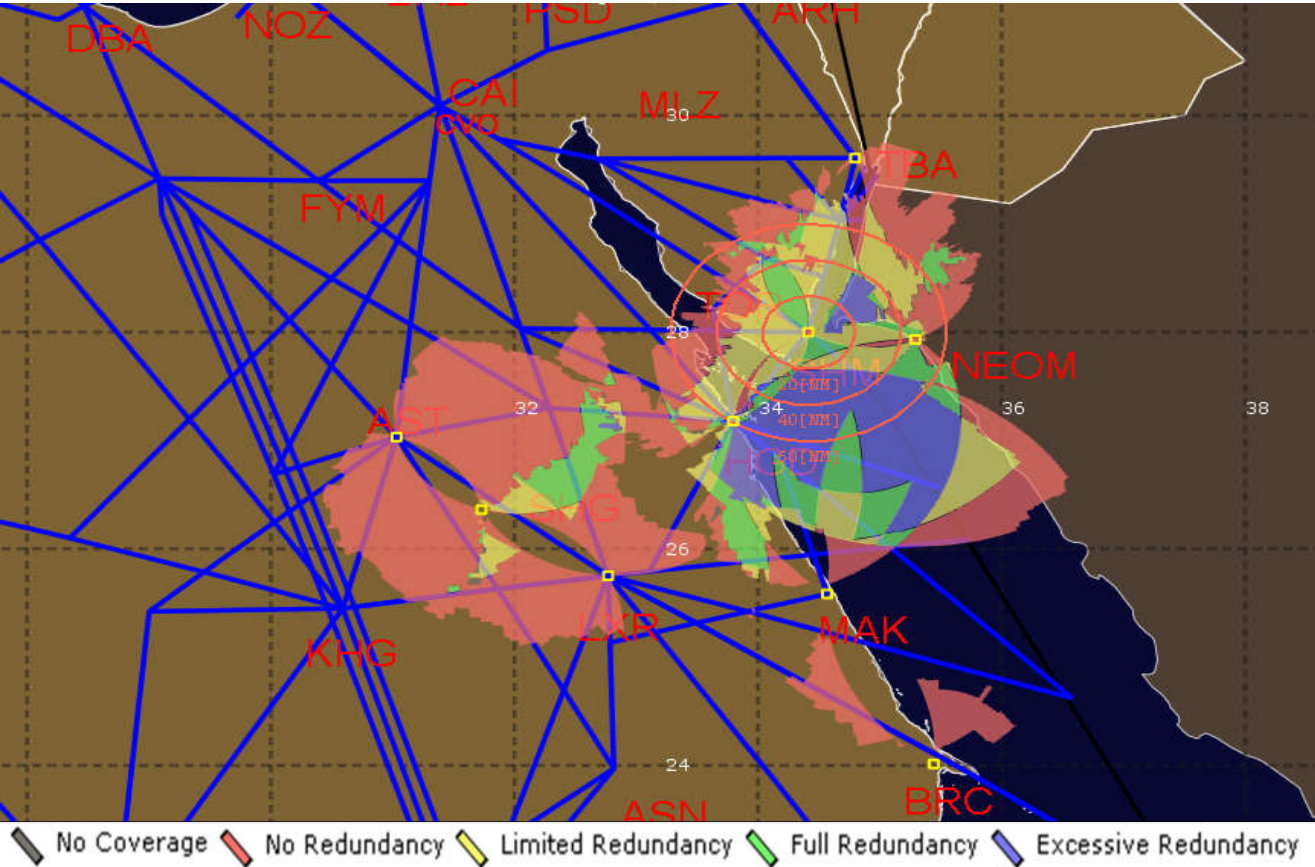 DBA
NOZ
PSD
ARH
CAI
CVO
MLZ
30
TBA
FYM
28
NEOM
20[NM]
32
34
36
38
AST
40[NM]
60[NM]
SHG
26
LXR
MAK
KHG
24
BRC
ASN
No Coverage
No Redundancy
Limited Redundancy
Full Redundancy
Excessive Redundancy